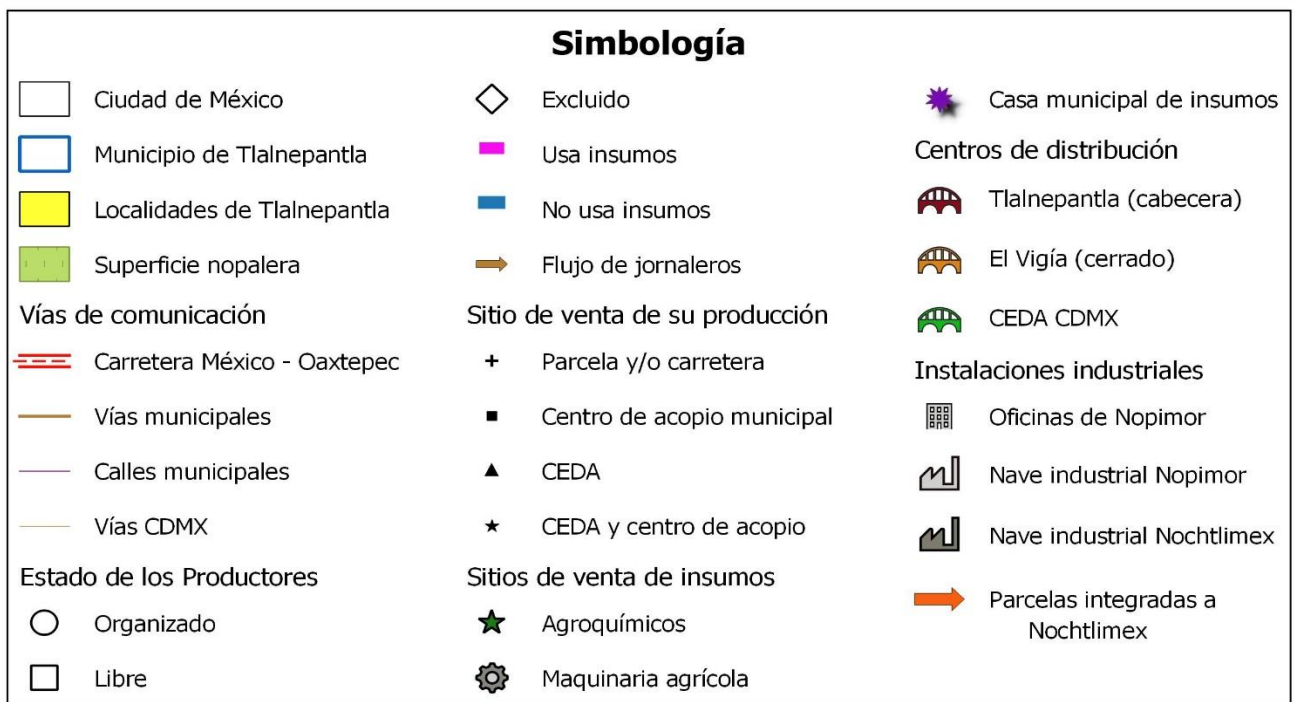 Simbología
Ciudad de México
Municipio de Tlalnepantla
Localidades de Tlalnepantla
Superficie nopalera
Vías de comunicación
Carretera México - Oaxtepec
Vías municipales
Calles municipales
Vías CDMX
Estado de los Productores
Organizado
Libre
Excluido
Usa insumos
No usa insumos
Flujo de jornaleros
Sitio de venta de su producción
Parcela y/o carretera
Centro de acopio municipal
CEDA
CEDA y centro de acopio
Sitios de venta de insumos
Agroquímicos
Maquinaria agrícola
Casa municipal de insumos
Centros de distribución
Tlalnepantla (cabecera)
El Vigía (cerrado)
CEDA CDMX
Instalaciones industriales
Oficinas de Nopimor
Nave industrial Nopimor
Nave industrial Nochtlimex
Parcelas integradas a
Nochtlimex